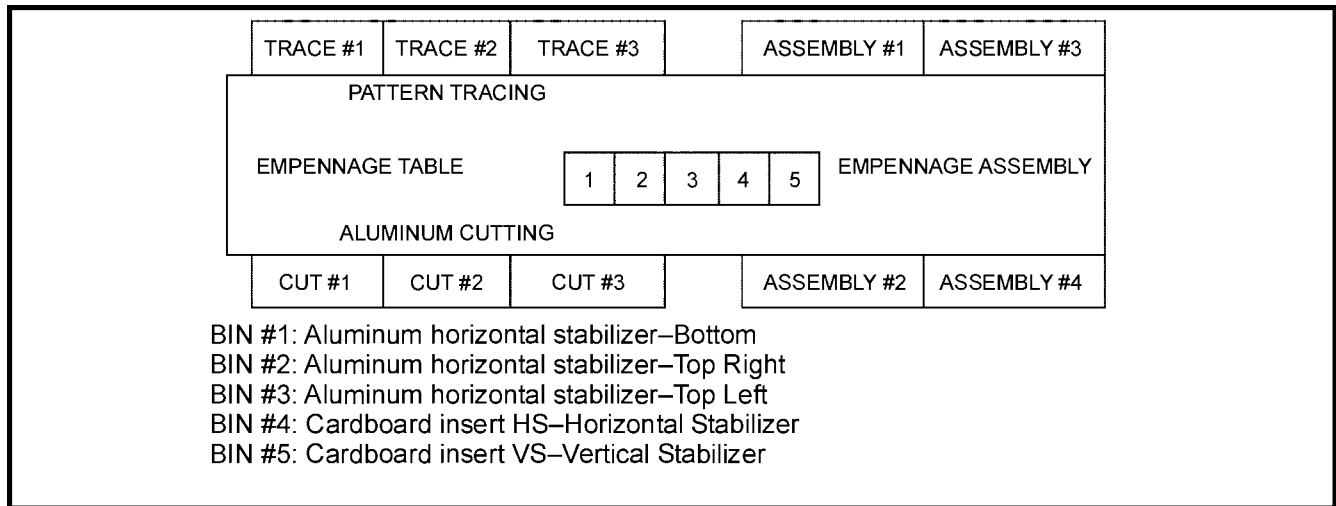 TRACE #1 TRACE #2 TRACE #3 ASSEMBLY #1 ASSEMBLY #3
PATTERN TRACING
EMPENNAGE TABLE 1 2 3 4 5 EMPENNAGE ASSEMBLY
ALUMINUM CUTTING
CUT #1 CUT #2 CUT #3 ASSEMBLY #2 ASSEMBLY #4
BIN #1: Aluminum horizontal stabilizer–Bottom
BIN #2: Aluminum horizontal stabilizer–Top Right
BIN #3: Aluminum horizontal stabilizer–Top Left
BIN #4: Cardboard insert HS–Horizontal Stabilizer
BIN #5: Cardboard insert VS–Vertical Stabilizer